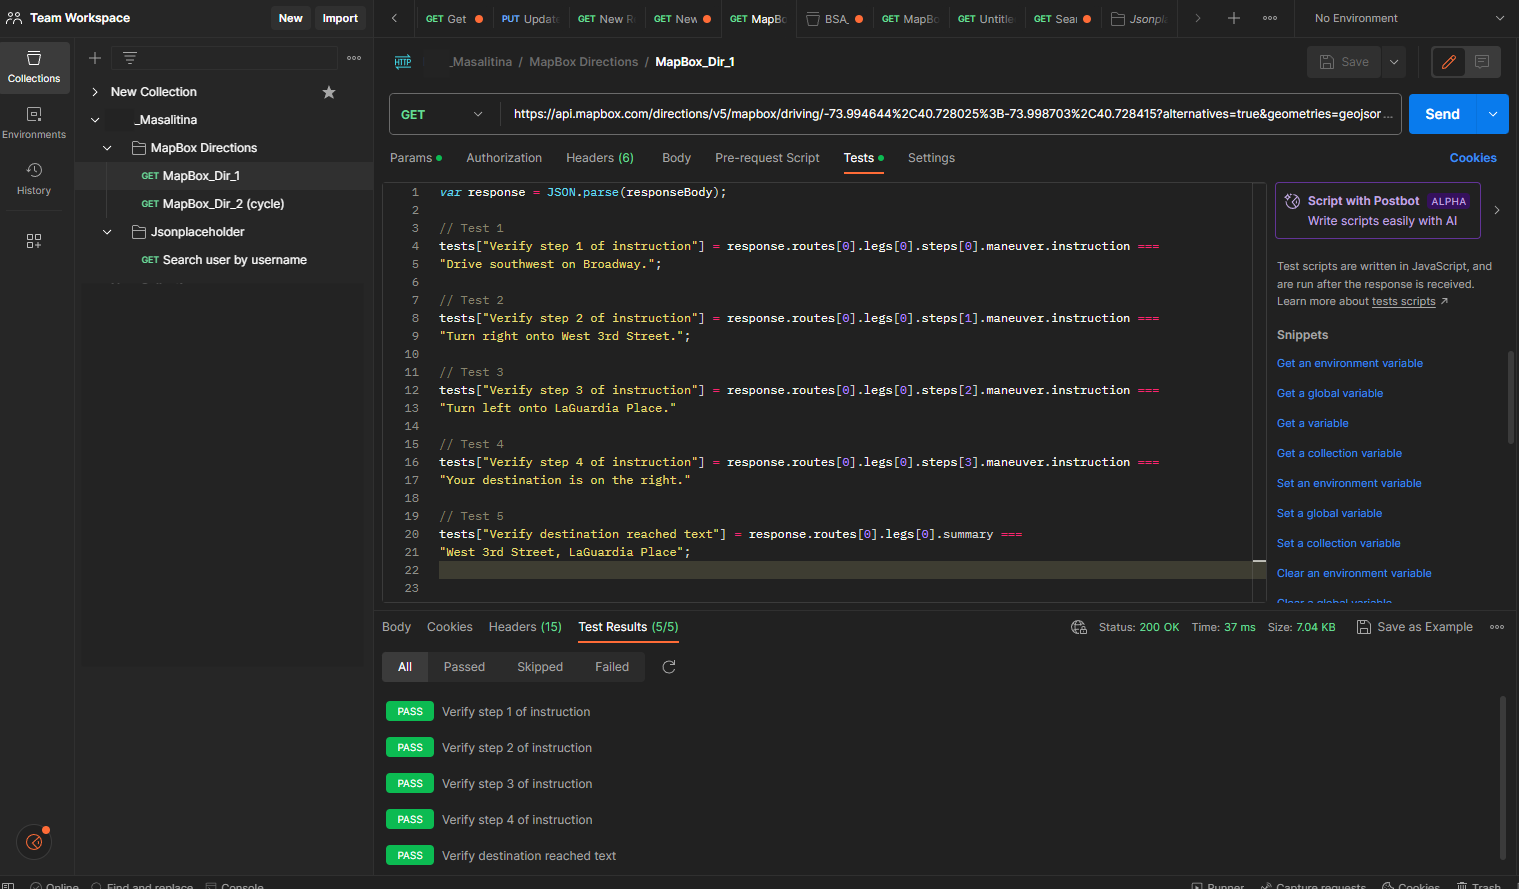 Team Workspace
New
Import
GET Get
PUT Update
GET New R
GET New
GET MapBo
BSA_
GET MapBo
GET Untitle
GET Sear
Jsonpla
No Environment
Collections
Environments
History
New Collection
_Masalitina
MapBox Directions
GET MapBox_Dir_1
GET MapBox_Dir_2 (cycle)
Jsonplaceholder
GET Search user by username
HTTP
_Masalitina / MapBox Directions / MapBox_Dir_1
Save
GET
https://api.mapbox.com/directions/v5/mapbox/driving/-73.994644%2C40.728025%3B-73.998703%2C40.728415?alternatives=true&geometries=geojson ...
Send
Params
Authorization
Headers (6)
Body
Pre-request Script
Tests
Settings
Cookies
1 var response = JSON.parse(responseBody);
2
3 // Test 1
4 tests["Verify step 1 of instruction"] = response.routes[0].legs[0].steps[0].maneuver.instruction ===
5 "Drive southwest on Broadway.";
6
7 // Test 2
8 tests["Verify step 2 of instruction"] = response.routes[0].legs[0].steps[1].maneuver.instruction ===
9 "Turn right onto West 3rd Street.";
10
11 // Test 3
12 tests["Verify step 3 of instruction"] = response.routes[0].legs[0].steps[2].maneuver.instruction ===
13 "Turn left onto LaGuardia Place."
14
15 // Test 4
16 tests["Verify step 4 of instruction"] = response.routes[0].legs[0].steps[3].maneuver.instruction ===
17 "Your destination is on the right."
18
19 // Test 5
20 tests["Verify destination reached text"] = response.routes[0].legs[0].summary ===
21 "West 3rd Street, LaGuardia Place";
22
23
Script with Postbot ALPHA
Write scripts easily with AI
Test scripts are written in JavaScript, and
are run after the response is received.
Learn more about tests scripts ↗
Snippets
Get an environment variable
Get a global variable
Get a variable
Get a collection variable
Set an environment variable
Set a global variable
Set a collection variable
Clear an environment variable
Clear a global variable
Body
Cookies
Headers (15)
Test Results (5/5)
Status: 200 OK
Time: 37 ms
Size: 7.04 KB
Save as Example
All
Passed
Skipped
Failed
PASS Verify step 1 of instruction
PASS Verify step 2 of instruction
PASS Verify step 3 of instruction
PASS Verify step 4 of instruction
PASS Verify destination reached text
Online
Find and replace
Console
Runner
Capture requests
Cookies
Trash